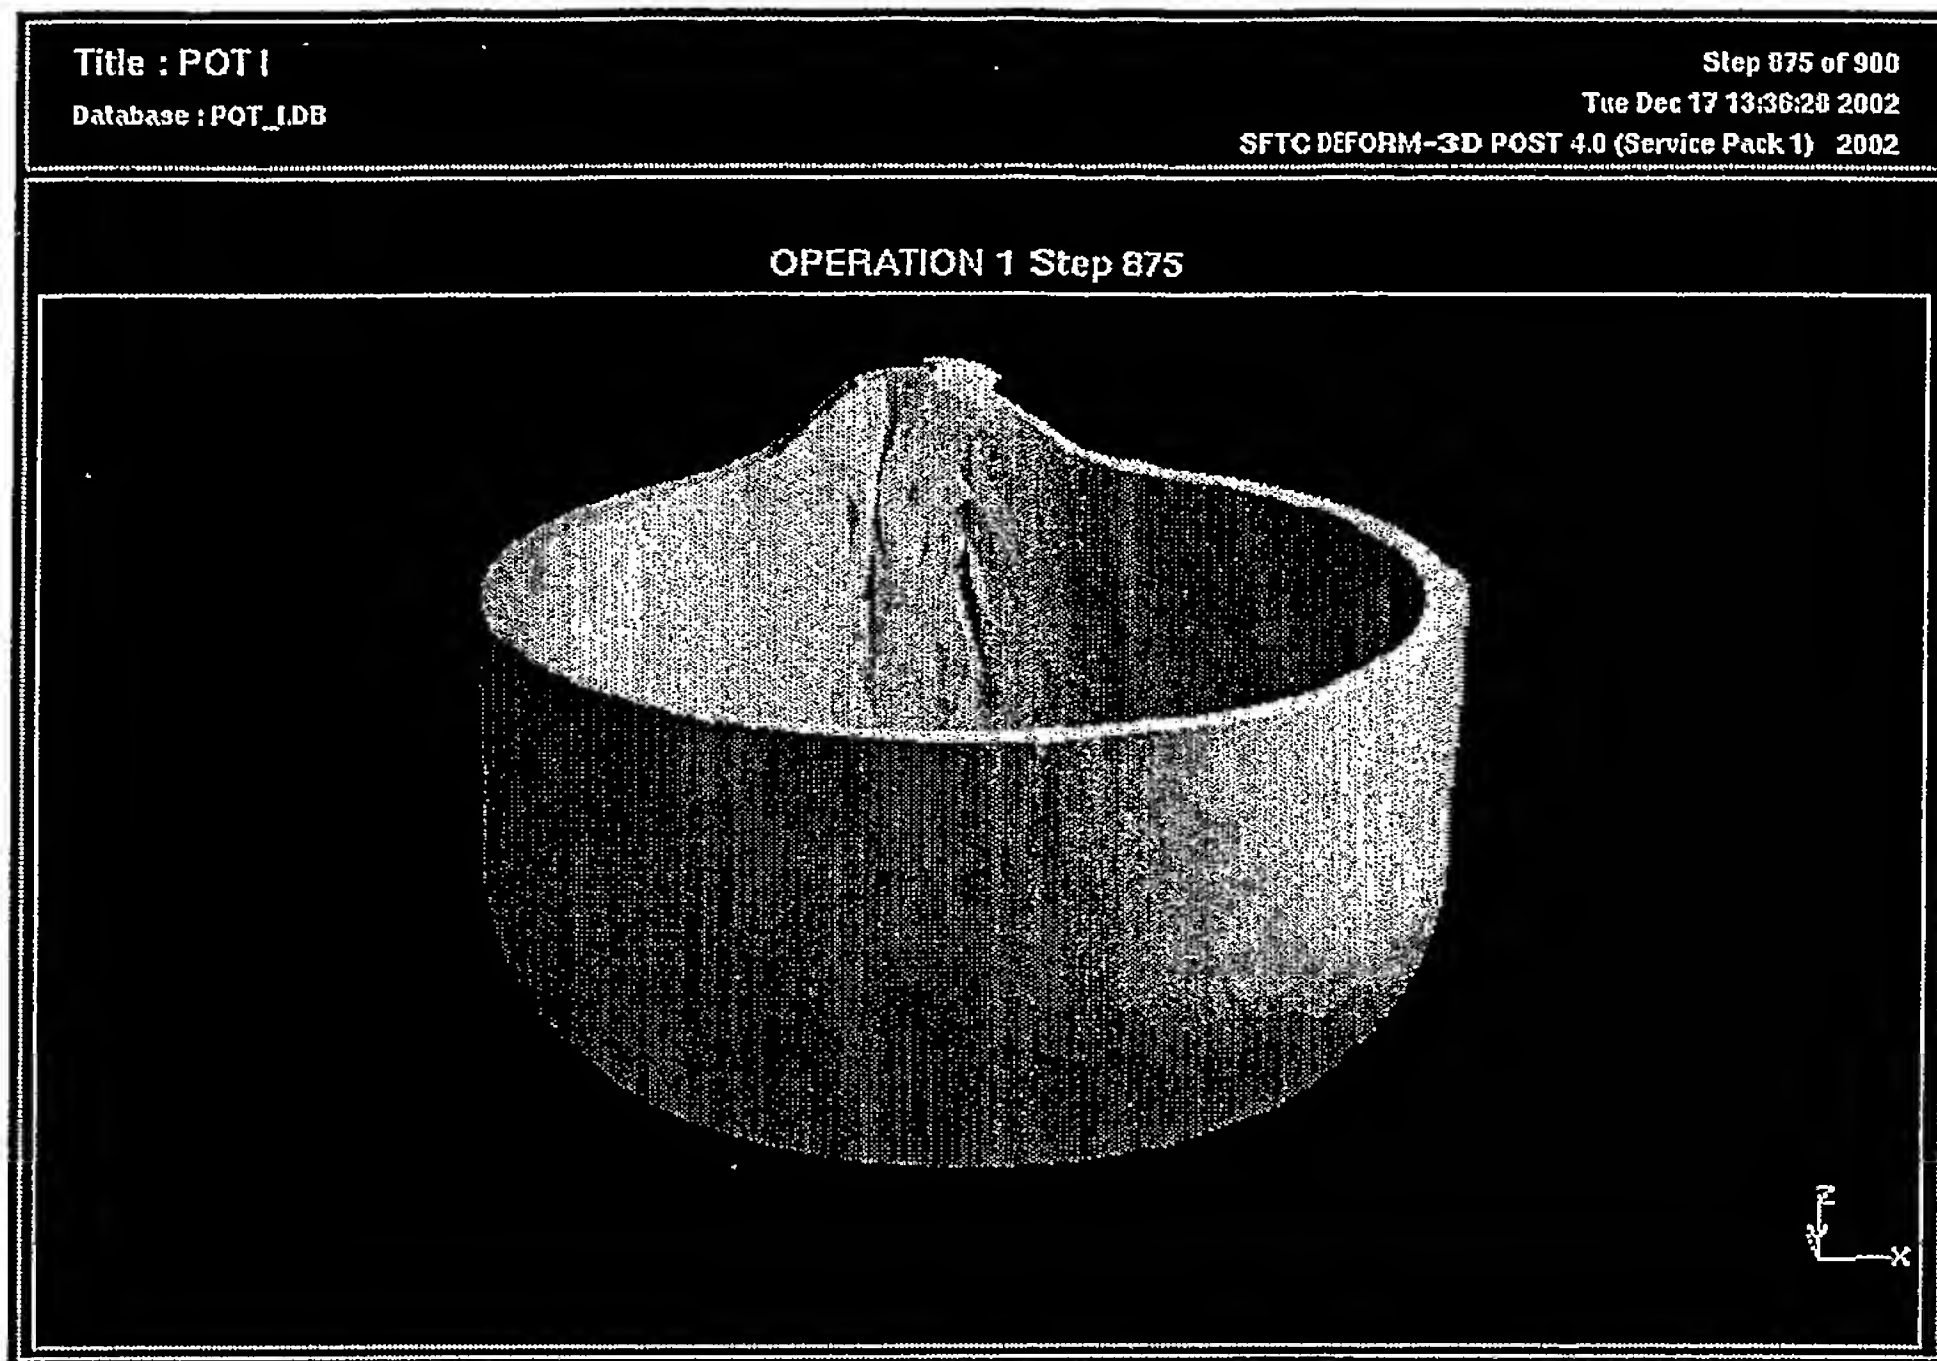 Title : POT I
Database : POT_I.DB
Step 875 of 900
Tue Dec 17 13:36:28 2002
SFTC DEFORM-3D POST 4.0 (Service Pack 1) 2002
OPERATION 1 Step 875
Z
Y
X